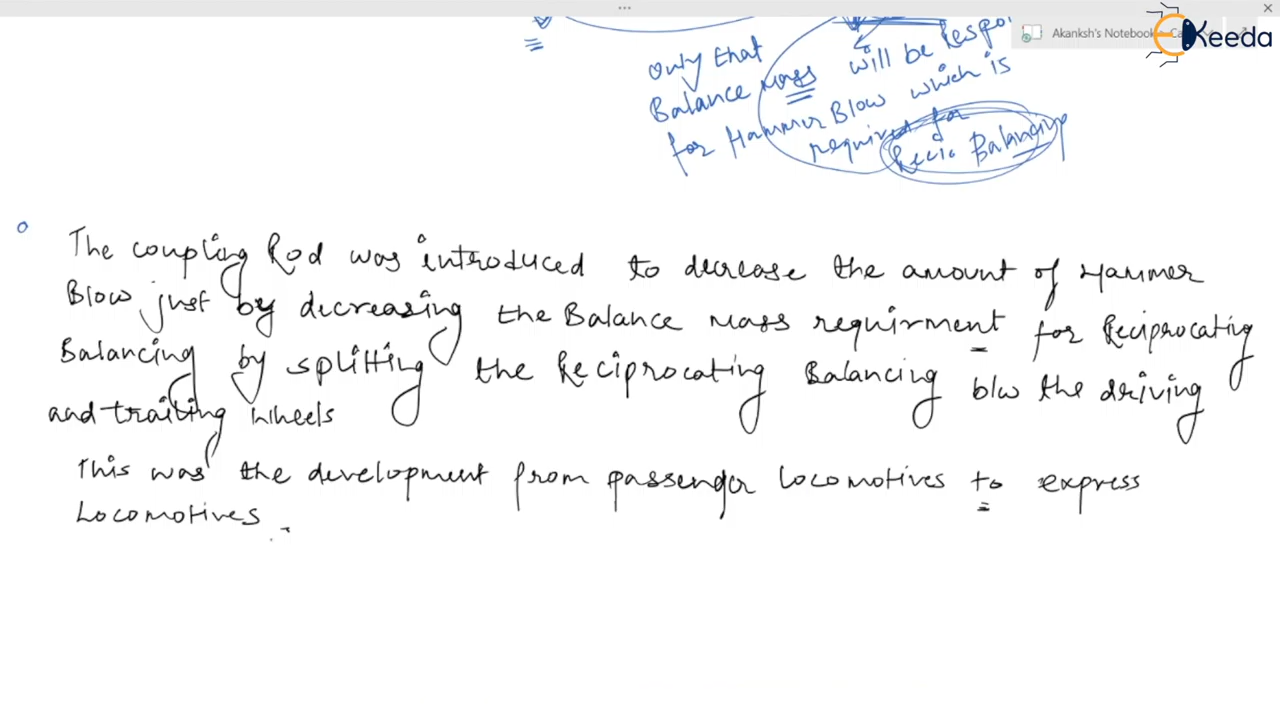 Akanksh's Notebook
Keeda
only that
Balance Mass will be Respo
for Hammer Blow which is
required for
Recio Balancing
The coupling Rod was introduced to decrease the amount of Hammer
Blow just by decreasing the Balance Mass requirment for Reciprocating
Balancing by splitting the Reciprocating Balancing b/w the driving
and trailing wheels
This was the development from passenger Locomotives to express
Locomotives.